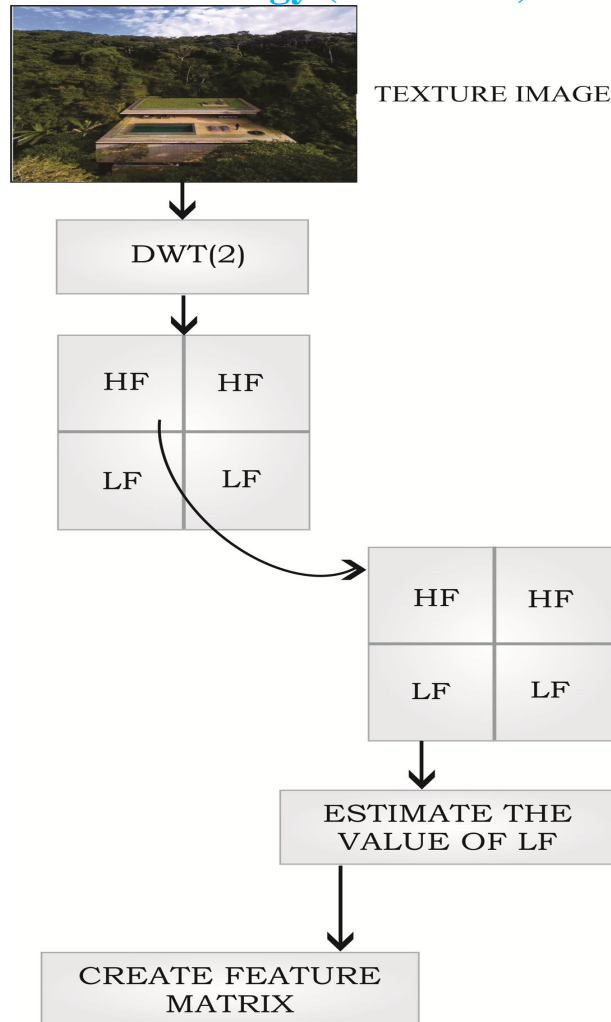 TEXTURE IMAGE
DWT(2)
HF HF
LF LF
HF HF
LF LF
ESTIMATE THE
VALUE OF LF
CREATE FEATURE
MATRIX